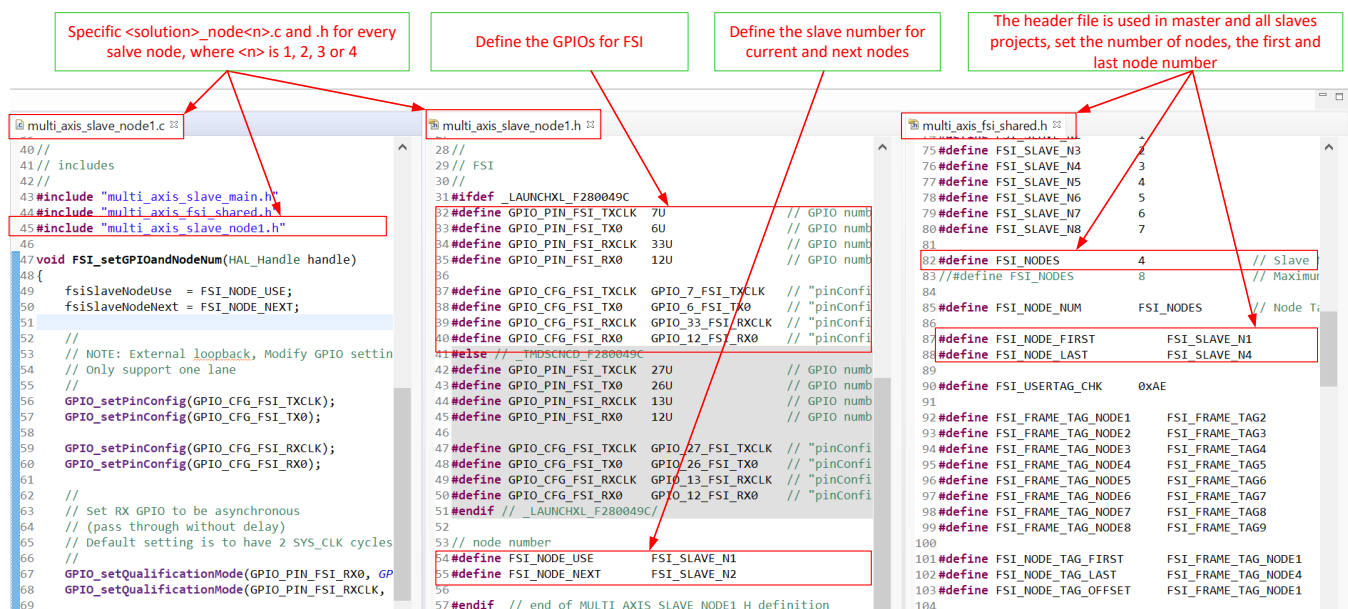 Specific <solution>_node<n>.c and .h for every
salve node, where <n> is 1, 2, 3 or 4
Define the GPIOs for FSI
Define the slave number for
current and next nodes
The header file is used in master and all slaves
projects, set the number of nodes, the first and
last node number
multi_axis_slave_node1.c
40 //
41 // includes
42 //
43 #include "multi_axis_slave_main.h"
44 #include "multi_axis_fsi_shared.h"
45 #include "multi_axis_slave_node1.h"
46
47 void FSI_setGPIOandNodeNum(HAL_Handle handle)
48 {
49     fsiSlaveNodeUse  = FSI_NODE_USE;
50     fsiSlaveNodeNext = FSI_NODE_NEXT;
51
52     //
53     // NOTE: External loopback, Modify GPIO settin
54     // Only support one lane
55     //
56     GPIO_setPinConfig(GPIO_CFG_FSI_TXCLK);
57     GPIO_setPinConfig(GPIO_CFG_FSI_TX0);
58
59     GPIO_setPinConfig(GPIO_CFG_FSI_RXCLK);
60     GPIO_setPinConfig(GPIO_CFG_FSI_RX0);
61
62     //
63     // Set RX GPIO to be asynchronous
64     // (pass through without delay)
65     // Default setting is to have 2 SYS_CLK cycles
66     //
67     GPIO_setQualificationMode(GPIO_PIN_FSI_RX0, GP
68     GPIO_setQualificationMode(GPIO_PIN_FSI_RXCLK,
69
multi_axis_slave_node1.h
28 //
29 // FSI
30 //
31 #ifdef _LAUNCHXL_F280049C
32 #define GPIO_PIN_FSI_TXCLK  7U  // GPIO numb
33 #define GPIO_PIN_FSI_TX0  6U  // GPIO numb
34 #define GPIO_PIN_FSI_RXCLK  33U  // GPIO numb
35 #define GPIO_PIN_FSI_RX0  12U  // GPIO numb
36
37 #define GPIO_CFG_FSI_TXCLK  GPIO_7_FSI_TXCLK  // "pinConfi
38 #define GPIO_CFG_FSI_TX0  GPIO_6_FSI_TX0  // "pinConfi
39 #define GPIO_CFG_FSI_RXCLK  GPIO_33_FSI_RXCLK  // "pinConfi
40 #define GPIO_CFG_FSI_RX0  GPIO_12_FSI_RX0  // "pinConfi
41 #else // _TMDSCNCD_F280049C
42 #define GPIO_PIN_FSI_TXCLK  27U  // GPIO numb
43 #define GPIO_PIN_FSI_TX0  26U  // GPIO numb
44 #define GPIO_PIN_FSI_RXCLK  13U  // GPIO numb
45 #define GPIO_PIN_FSI_RX0  12U  // GPIO numb
46
47 #define GPIO_CFG_FSI_TXCLK  GPIO_27_FSI_TXCLK  // "pinConfi
48 #define GPIO_CFG_FSI_TX0  GPIO_26_FSI_TX0  // "pinConfi
49 #define GPIO_CFG_FSI_RXCLK  GPIO_13_FSI_RXCLK  // "pinConfi
50 #define GPIO_CFG_FSI_RX0  GPIO_12_FSI_RX0  // "pinConfi
51 #endif // _LAUNCHXL_F280049C/
52
53 // node number
54 #define FSI_NODE_USE  FSI_SLAVE_N1
55 #define FSI_NODE_NEXT  FSI_SLAVE_N2
56
57 #endif  // end of MULTI_AXIS_SLAVE_NODE1_H definition
multi_axis_fsi_shared.h
75 #define FSI_SLAVE_N3  2
76 #define FSI_SLAVE_N4  3
77 #define FSI_SLAVE_N5  4
78 #define FSI_SLAVE_N6  5
79 #define FSI_SLAVE_N7  6
80 #define FSI_SLAVE_N8  7
81
82 #define FSI_NODES  4  // Slave
83 //#define FSI_NODES  8  // Maximum
84
85 #define FSI_NODE_NUM  FSI_NODES  // Node Ta
86
87 #define FSI_NODE_FIRST  FSI_SLAVE_N1
88 #define FSI_NODE_LAST  FSI_SLAVE_N4
89
90 #define FSI_USERTAG_CHK  0xAE
91
92 #define FSI_FRAME_TAG_NODE1  FSI_FRAME_TAG2
93 #define FSI_FRAME_TAG_NODE2  FSI_FRAME_TAG3
94 #define FSI_FRAME_TAG_NODE3  FSI_FRAME_TAG4
95 #define FSI_FRAME_TAG_NODE4  FSI_FRAME_TAG5
96 #define FSI_FRAME_TAG_NODE5  FSI_FRAME_TAG6
97 #define FSI_FRAME_TAG_NODE6  FSI_FRAME_TAG7
98 #define FSI_FRAME_TAG_NODE7  FSI_FRAME_TAG8
99 #define FSI_FRAME_TAG_NODE8  FSI_FRAME_TAG9
100
101 #define FSI_NODE_TAG_FIRST  FSI_FRAME_TAG_NODE1
102 #define FSI_NODE_TAG_LAST  FSI_FRAME_TAG_NODE4
103 #define FSI_NODE_TAG_OFFSET  FSI_FRAME_TAG_NODE1
104